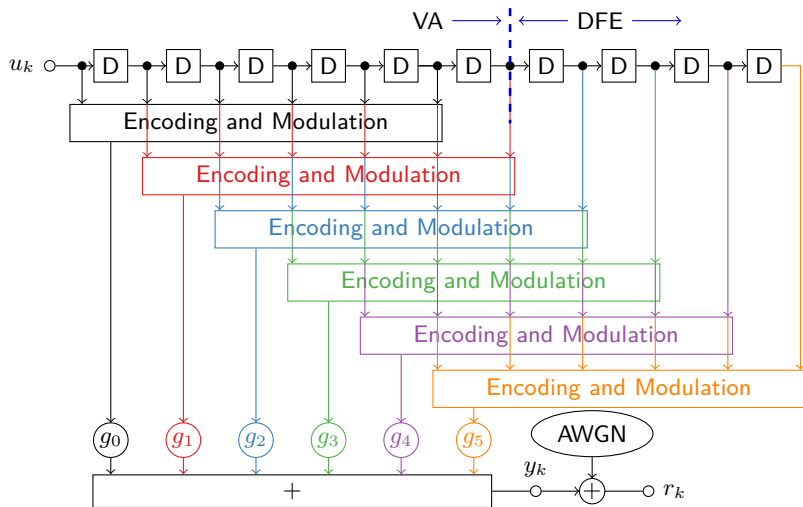 VA DFE
u_k D D D D D D D D D D
Encoding and Modulation
Encoding and Modulation
Encoding and Modulation
Encoding and Modulation
Encoding and Modulation
Encoding and Modulation
g_0 g_1 g_2 g_3 g_4 g_5 AWGN
+ y_k + r_k